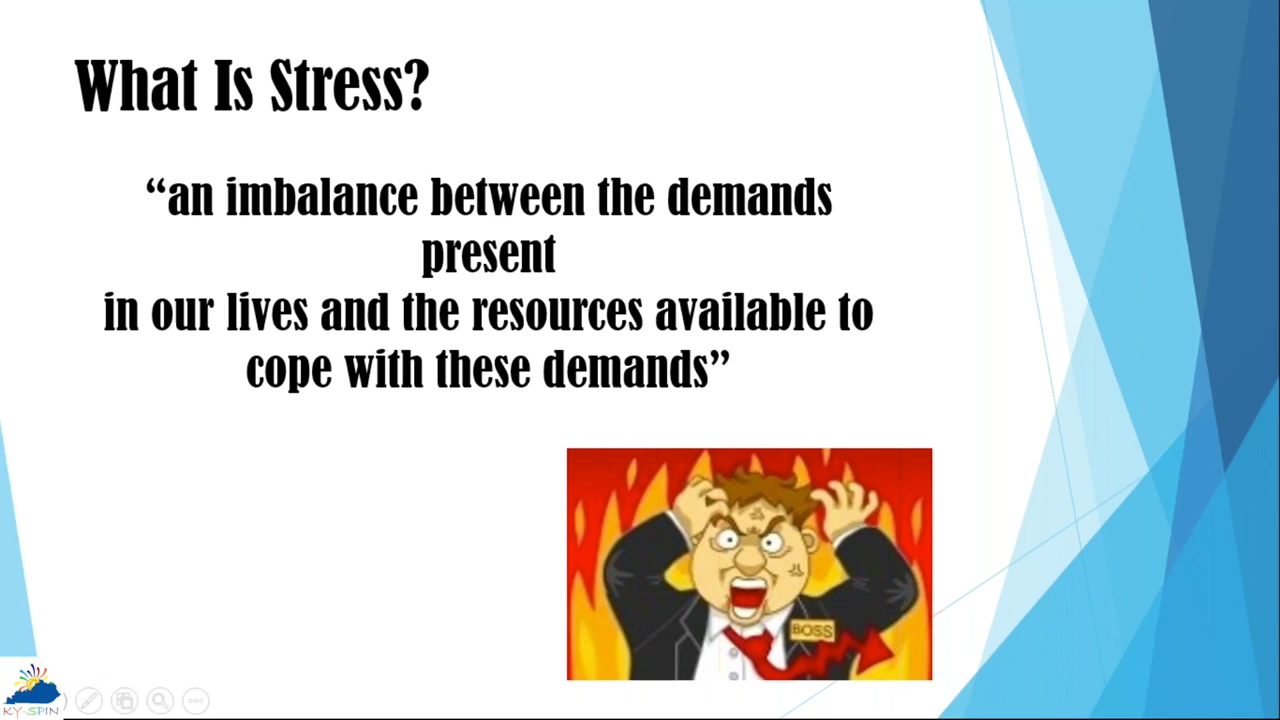 What Is Stress?
“an imbalance between the demands
present
in our lives and the resources available to
cope with these demands”
BOSS
KY-SPIN